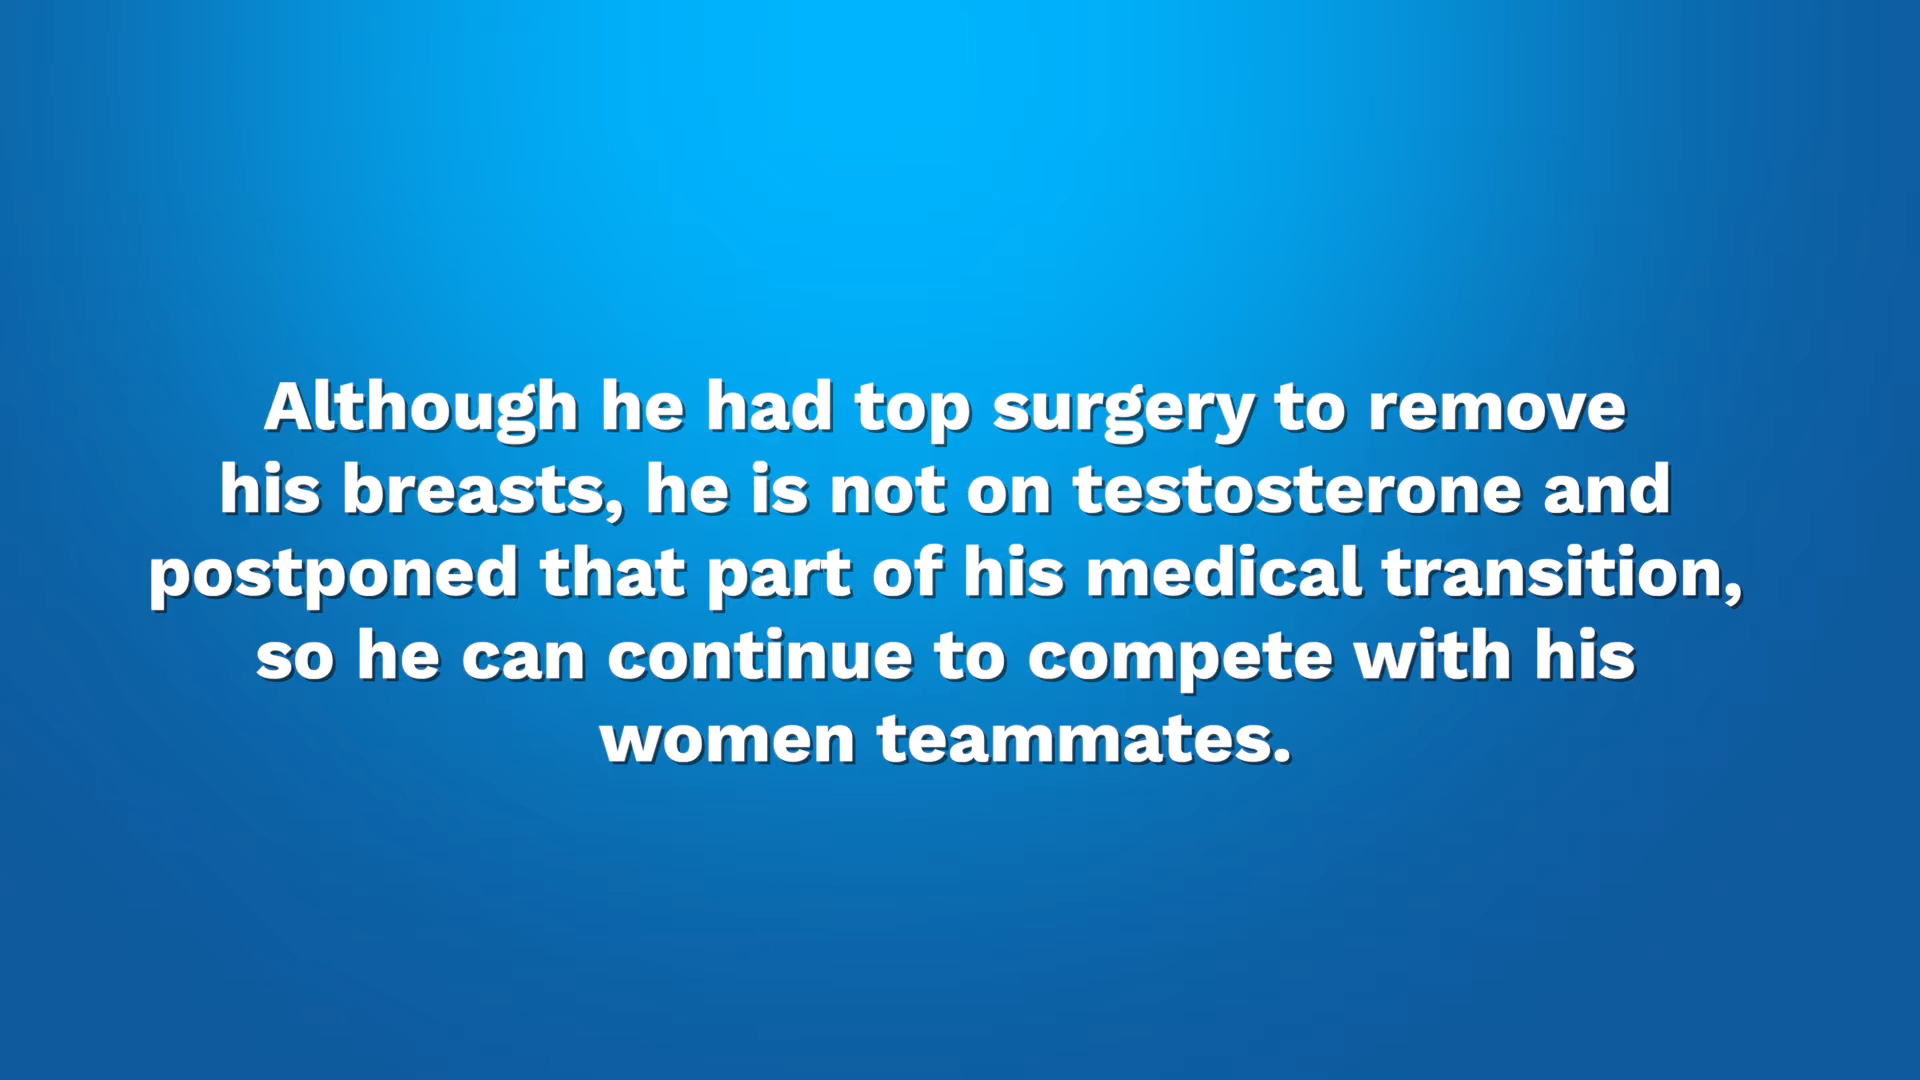 Although he had top surgery to remove
his breasts, he is not on testosterone and
postponed that part of his medical transition,
so he can continue to compete with his
women teammates.